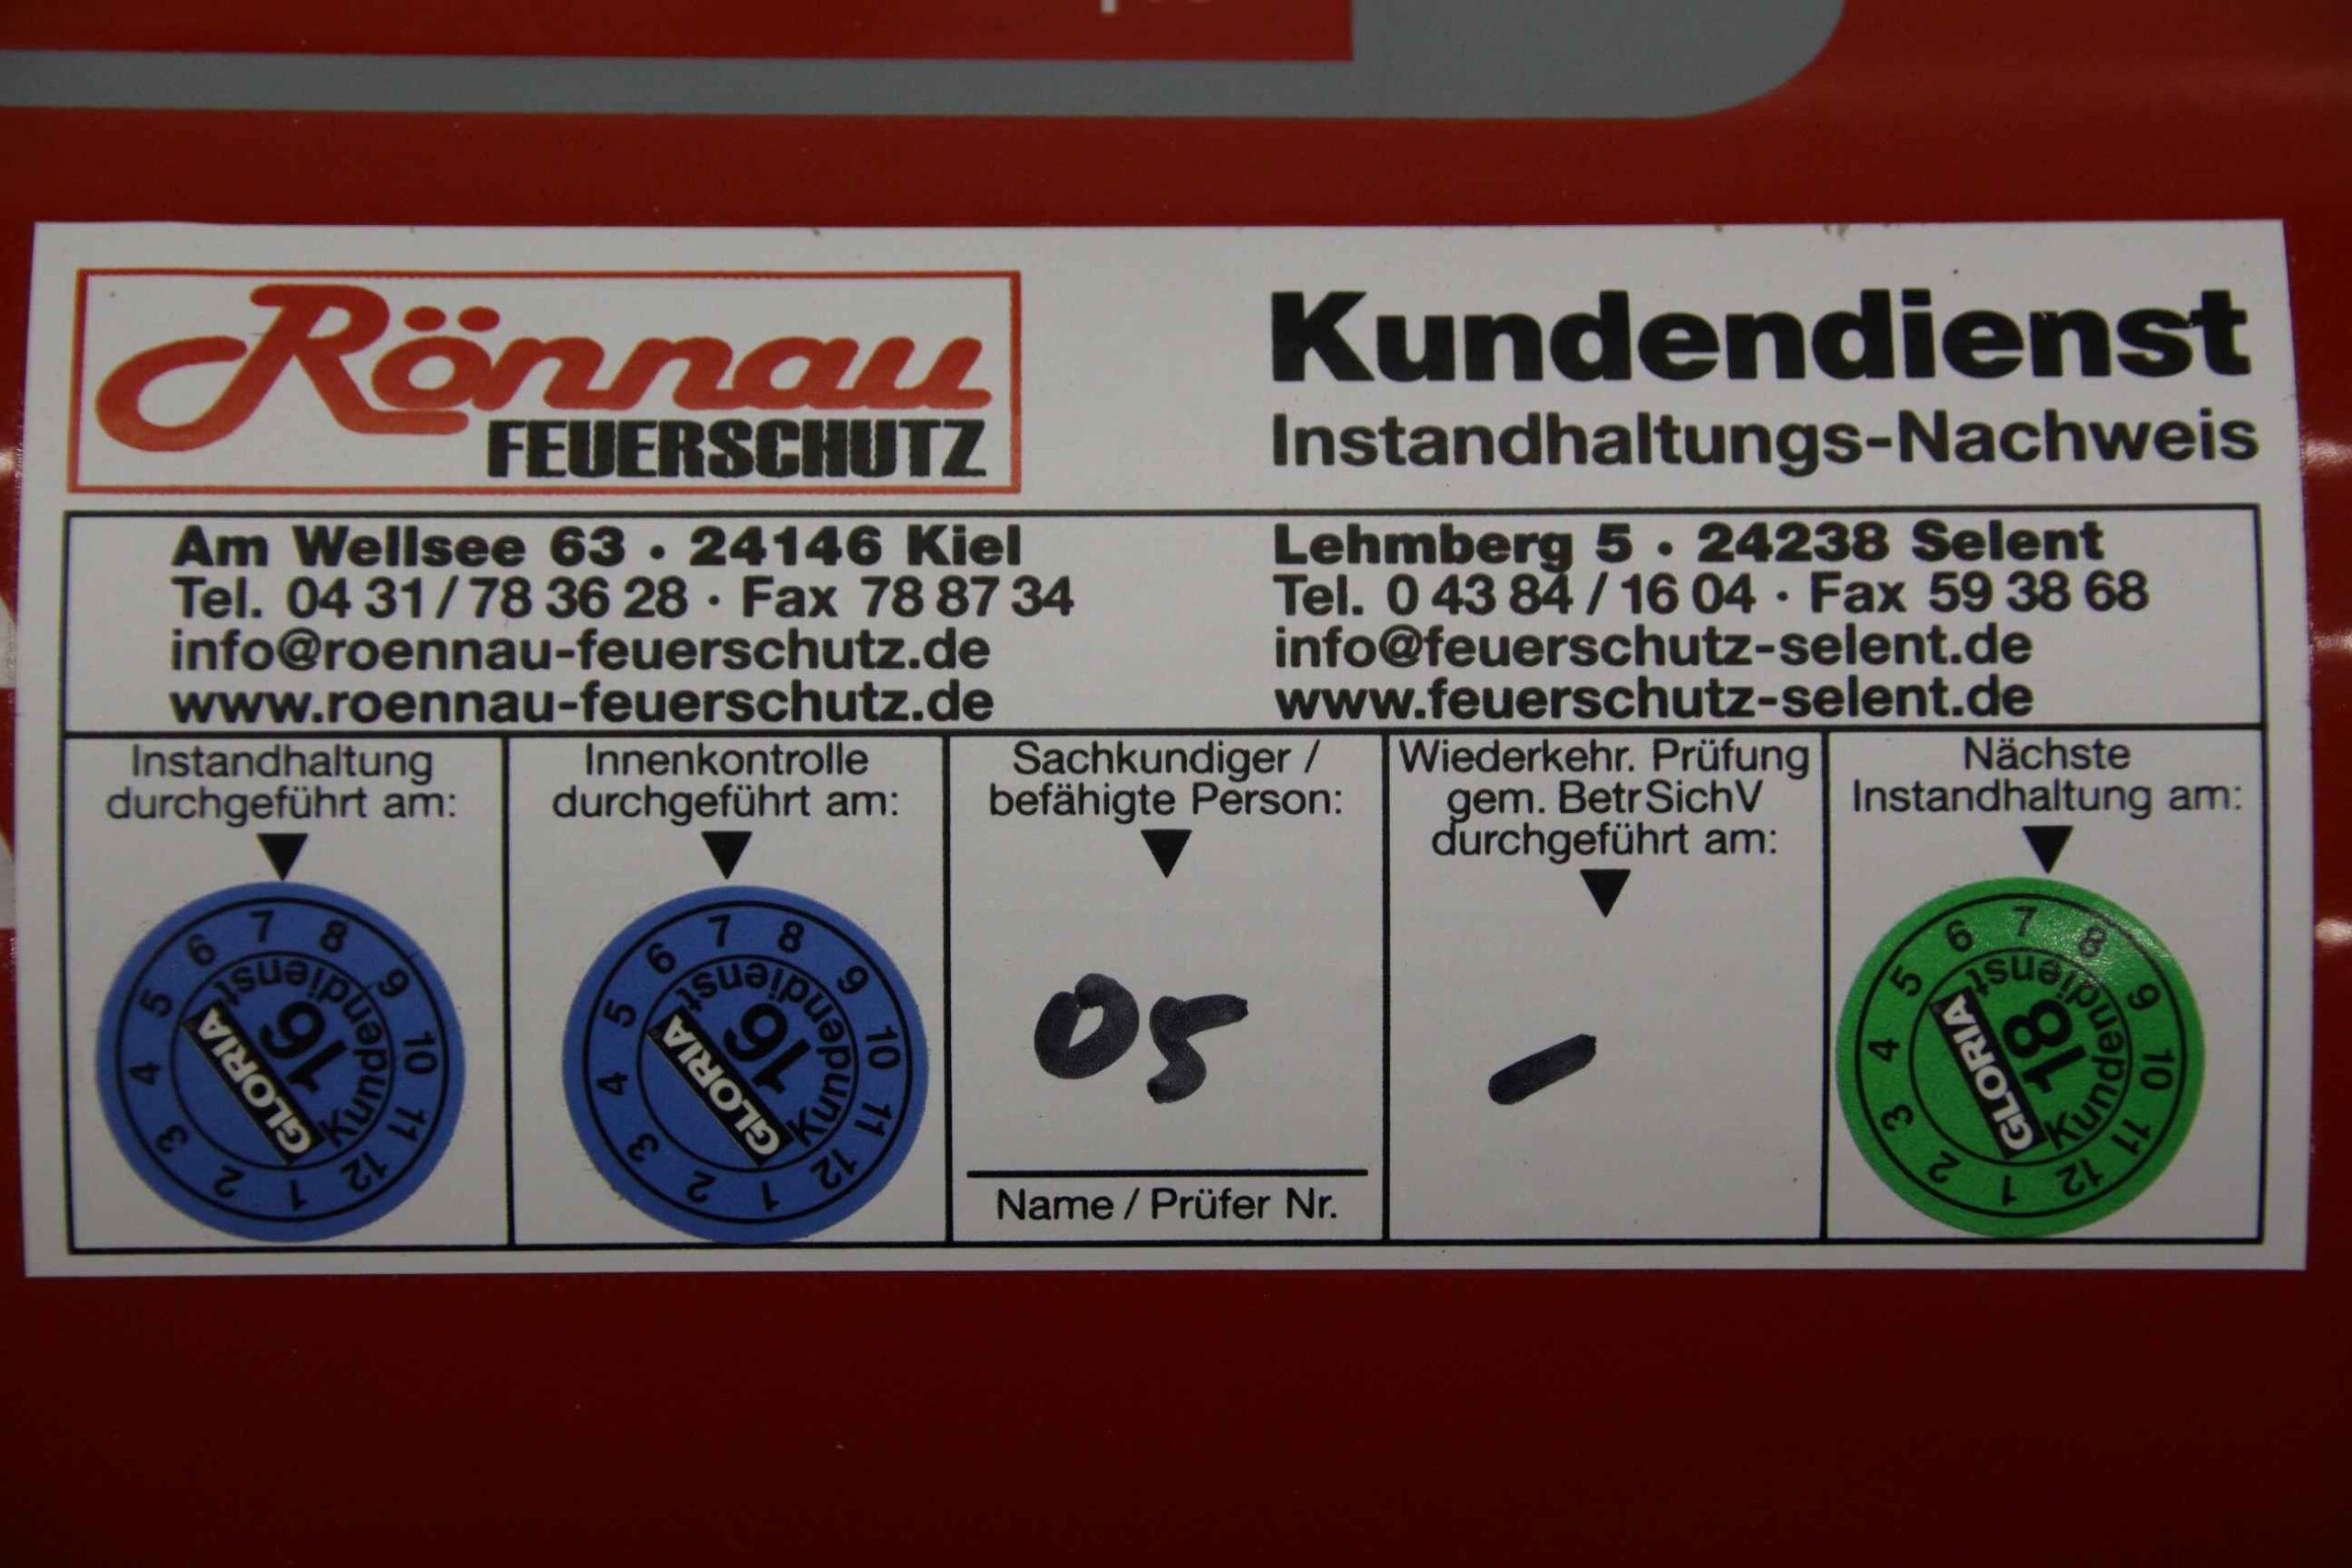 Rönnau
FEUERSCHUTZ
Kundendienst
Instandhaltungs-Nachweis
Am Wellsee 63 · 24146 Kiel
Tel. 04 31 / 78 36 28 · Fax 78 87 34
info@roennau-feuerschutz.de
www.roennau-feuerschutz.de
Lehmberg 5 · 24238 Selent
Tel. 0 43 84 / 16 04 · Fax 59 38 68
info@feuerschutz-selent.de
www.feuerschutz-selent.de
Instandhaltung
durchgeführt am:
1 2 3 4 5 6 7 8 9 10 11 12
Kundendienst
16
GLORIA
Innenkontrolle
durchgeführt am:
1 2 3 4 5 6 7 8 9 10 11 12
Kundendienst
16
GLORIA
Sachkundiger /
befähigte Person:
05
Name / Prüfer Nr.
Wiederkehr. Prüfung
gem. BetrSichV
durchgeführt am:
–
Nächste
Instandhaltung am:
1 2 3 4 5 6 7 8 9 10 11 12
Kundendienst
18
GLORIA